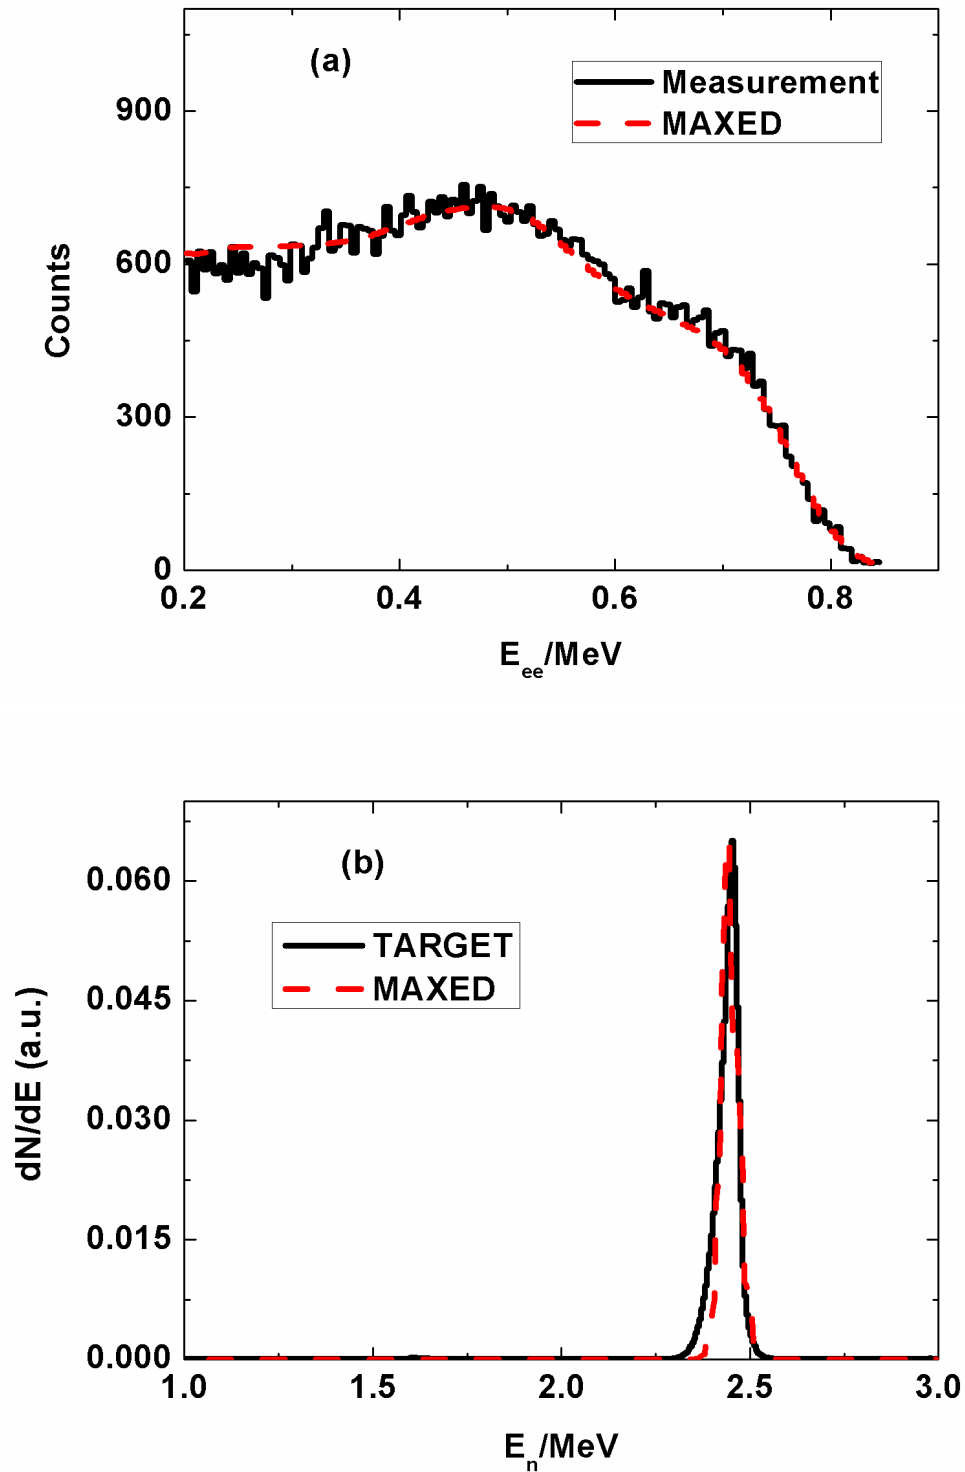 (a)
Measurement
MAXED
900
600
300
0
Counts
0.2 0.4 0.6 0.8
E_ee/MeV
(b)
TARGET
MAXED
0.060
0.045
0.030
0.015
0.000
dN/dE (a.u.)
1.0 1.5 2.0 2.5 3.0
E_n/MeV